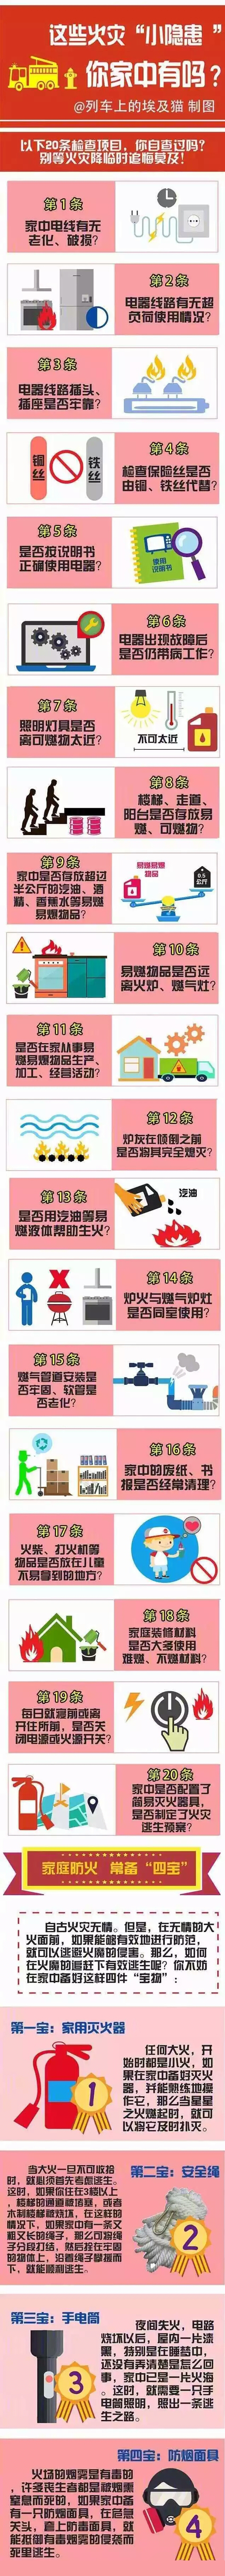 这些火灾“小隐患”
你家中有吗？
@列车上的埃及猫 制图
以下20条检查项目，你自查过吗？
别等火灾降临时追悔莫及！
第1条
家中电线有无
老化、破损？
第2条
电器线路有无超
负荷使用情况？
第3条
电器线路插头、
插座是否牢靠？
铜丝
铁丝
第4条
检查保险丝是否
由铜、铁丝代替？
第5条
是否按说明书
正确使用电器？
使用
说明书
第6条
电器出现故障后
是否仍带病工作？
第7条
照明灯具是否
离可燃物太近？
不可太近
第8条
楼梯、走道、
阳台是否存放易
燃、可燃物？
第9条
家中是否存放超过
半公斤的汽油、酒
精、香蕉水等易燃
易爆物品？
易燃易爆
物品
0.5
公斤
第10条
易燃物品是否远
离火炉、燃气灶？
第11条
是否在家从事易
燃易爆物品生产、
加工、经营活动？
第12条
炉灰在倾倒之前
是否将其完全熄灭？
第13条
是否用汽油等易
燃液体帮助生火？
汽油
第14条
炉火与燃气炉灶
是否同室使用？
第15条
燃气管道安装是
否牢固、软管是
否老化？
第16条
家中的废纸、书
报是否经常清理？
第17条
火柴、打火机等
物品是否放在儿童
不易拿到的地方？
第18条
家庭装修材料
是否大多使用
难燃、不燃材料？
第19条
每日就寝前或离
开住所前，是否关
闭电源或火源开关？
第20条
家中是否配置了
简易灭火器具，
是否制定了火灾
逃生预案？
家庭防火 常备“四宝”
自古火灾无情。但是，在无情的大
火面前，如果能够有效地进行防范，
就可以逃避火魔的侵害。那么，如何
在火魔的追赶下有效逃生呢？你不妨
在家中备好这样四件“宝物”：
第一宝：家用灭火器
任何大火，开
始时都是小火，如
果在家中备好灭火
器，并能熟练地操
作它，那么当星星
之火燃起时，就可
以将它及时扑灭。
1
第二宝：安全绳
当大火一旦不可收拾
时，就必须首先考虑逃生。
这时，如果你住在3楼以上
，楼梯的通道被堵塞，或者
木制楼梯被烧坏，在这样的
情况下，如果家中有一条又
粗又长的绳子，那么可将绳
子分段打结，然后拴在牢固
的物体上，沿着绳子攀援而
下，就能顺利逃生。
2
第三宝：手电筒
夜间失火，电路
烧坏以后，屋内一片漆
黑，特别是在睡梦中，
还没有弄清楚是怎么回
事，家中已是一片火海
。这时，就需要一只手
电筒照明，照出一条逃
生之路。
3
第四宝：防烟面具
火场的烟雾是有毒的
，许多丧生者都是被烟熏
窒息而死的，如果家中备
有一只防烟面具，在危急
关头，套上防毒面具，就
能抵御有毒烟雾的侵袭而
死里逃生。
4